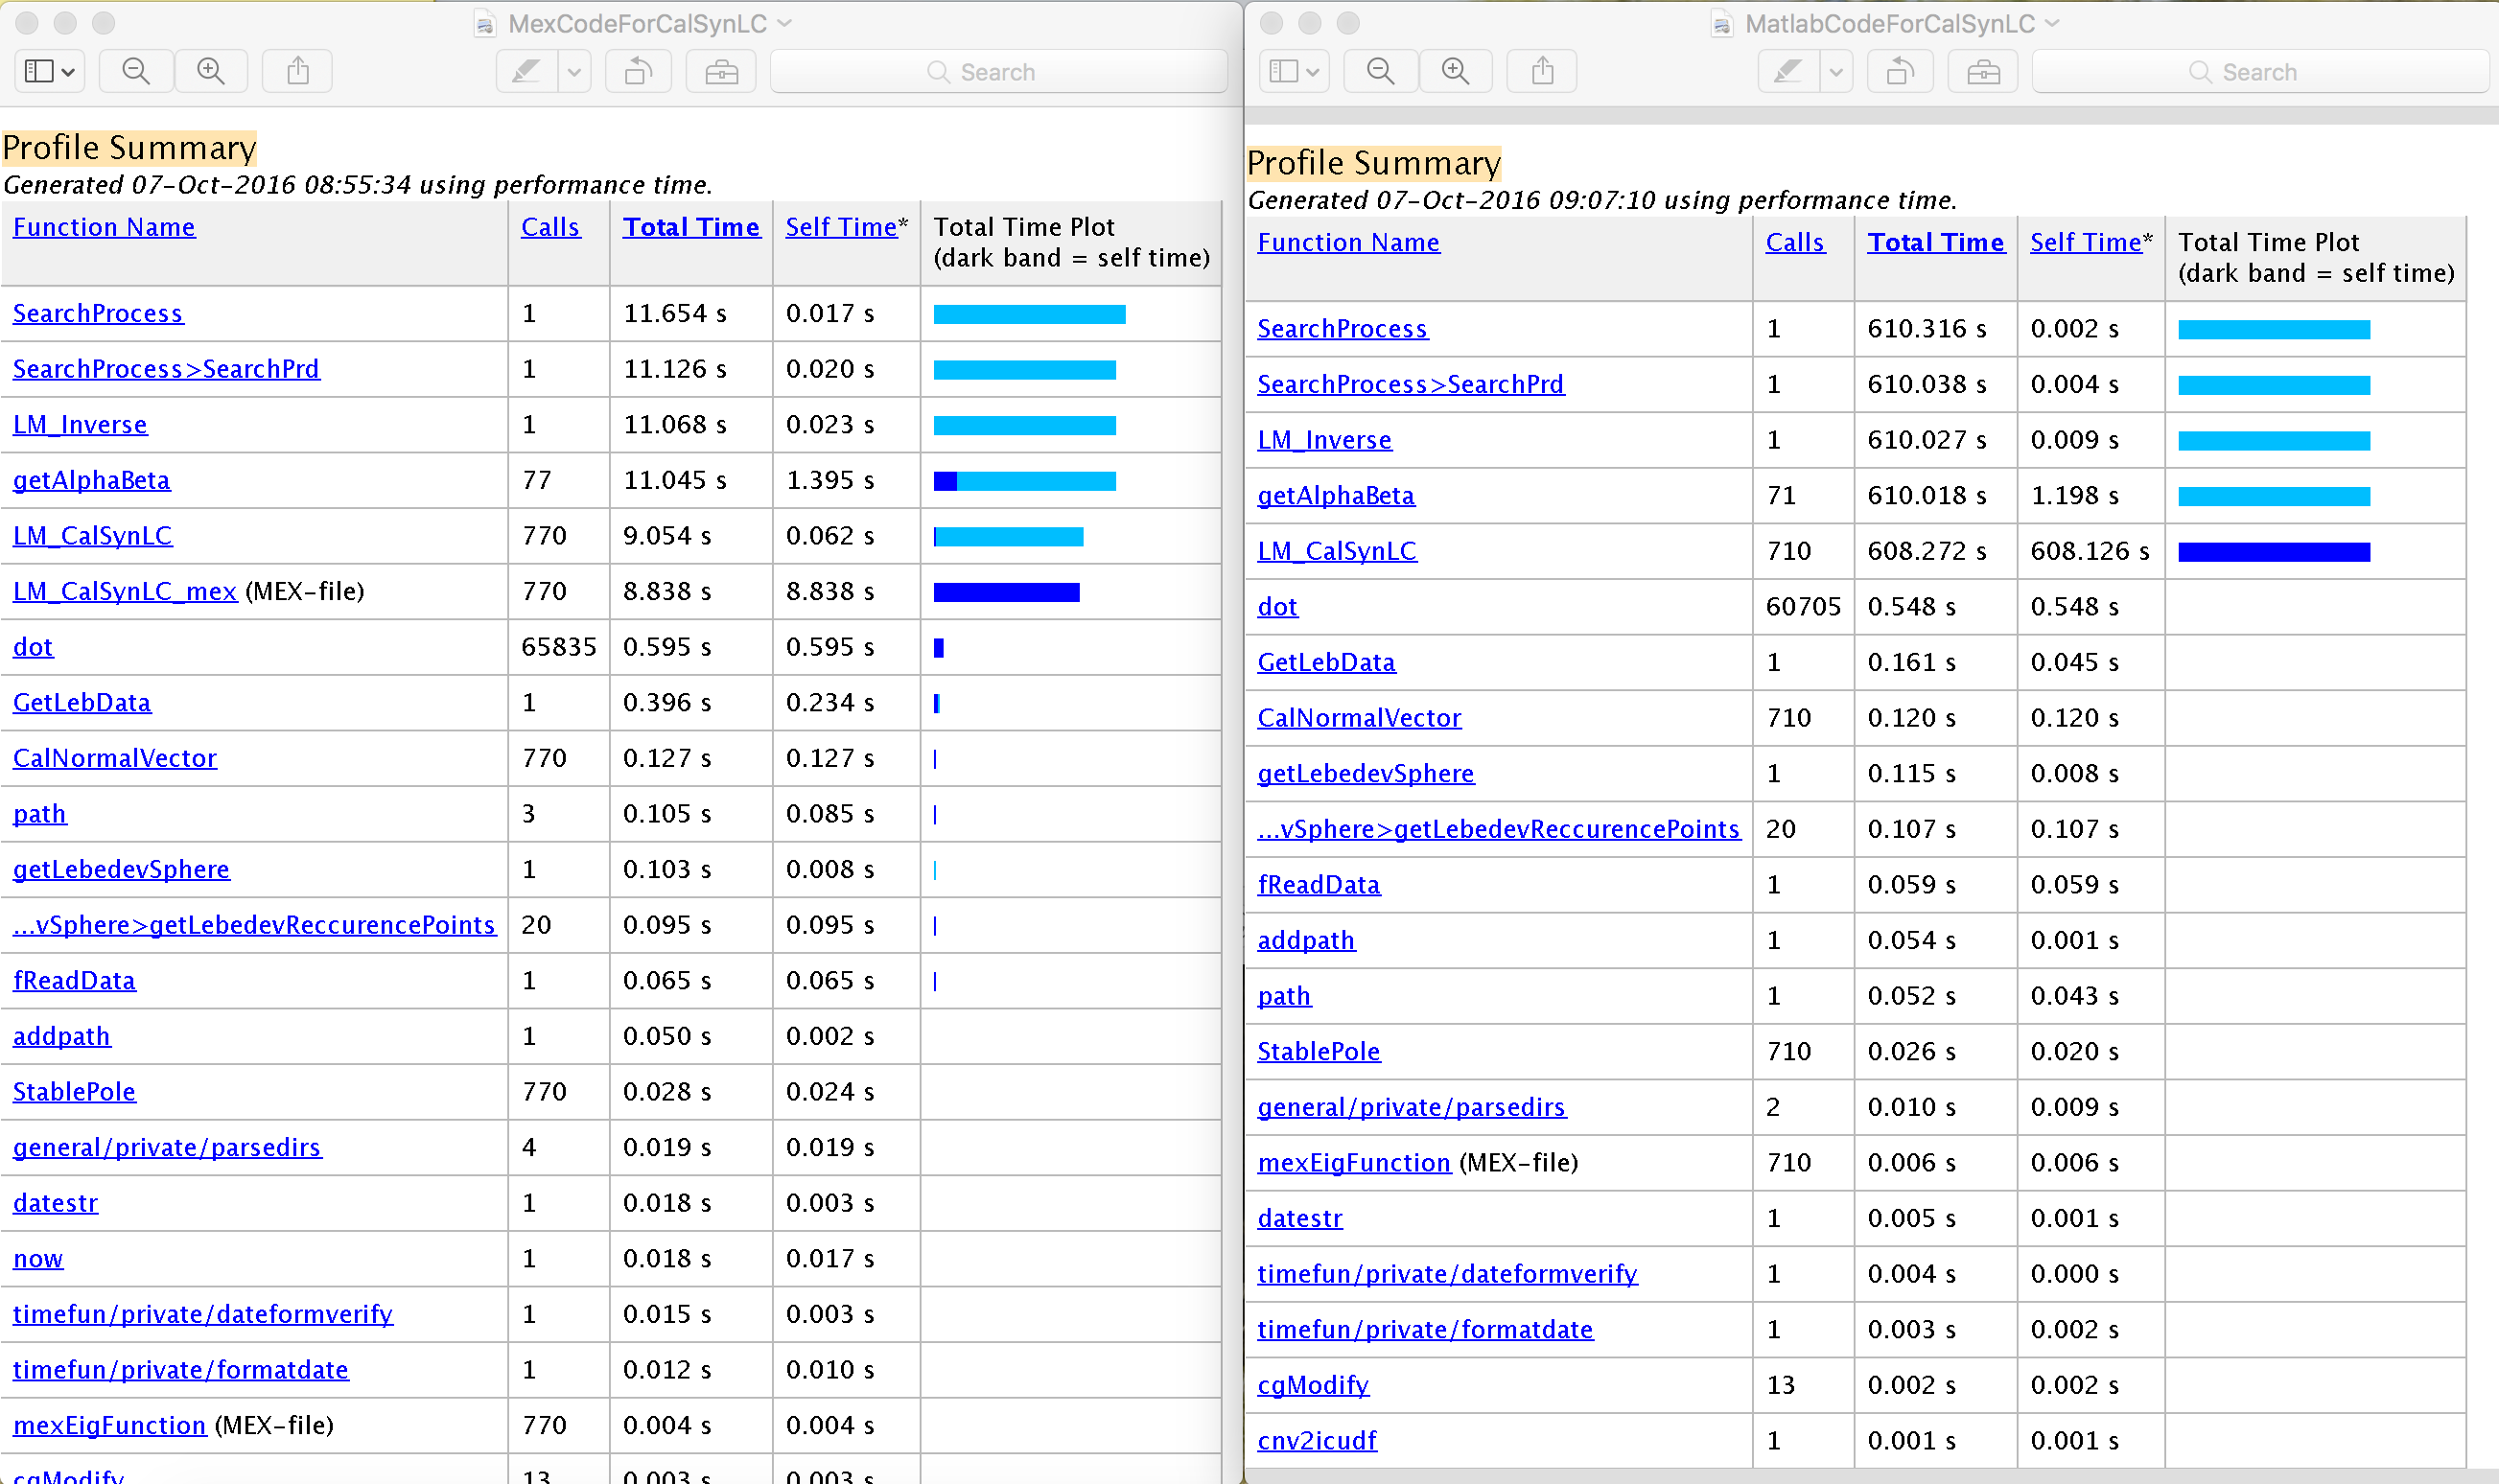 MexCodeForCalSynLC
Search
Profile Summary
Generated 07-Oct-2016 08:55:34 using performance time.
Function Name Calls Total Time Self Time* Total Time Plot
(dark band = self time)
SearchProcess 1 11.654 s 0.017 s
SearchProcess>SearchPrd 1 11.126 s 0.020 s
LM_Inverse 1 11.068 s 0.023 s
getAlphaBeta 77 11.045 s 1.395 s
LM_CalSynLC 770 9.054 s 0.062 s
LM_CalSynLC_mex (MEX-file) 770 8.838 s 8.838 s
dot 65835 0.595 s 0.595 s
GetLebData 1 0.396 s 0.234 s
CalNormalVector 770 0.127 s 0.127 s
path 3 0.105 s 0.085 s
getLebedevSphere 1 0.103 s 0.008 s
...vSphere>getLebedevReccurencePoints 20 0.095 s 0.095 s
fReadData 1 0.065 s 0.065 s
addpath 1 0.050 s 0.002 s
StablePole 770 0.028 s 0.024 s
general/private/parsedirs 4 0.019 s 0.019 s
datestr 1 0.018 s 0.003 s
now 1 0.018 s 0.017 s
timefun/private/dateformverify 1 0.015 s 0.003 s
timefun/private/formatdate 1 0.012 s 0.010 s
mexEigFunction (MEX-file) 770 0.004 s 0.004 s
cgModify 13 0.003 s 0.003 s
MatlabCodeForCalSynLC
Search
Profile Summary
Generated 07-Oct-2016 09:07:10 using performance time.
Function Name Calls Total Time Self Time* Total Time Plot
(dark band = self time)
SearchProcess 1 610.316 s 0.002 s
SearchProcess>SearchPrd 1 610.038 s 0.004 s
LM_Inverse 1 610.027 s 0.009 s
getAlphaBeta 71 610.018 s 1.198 s
LM_CalSynLC 710 608.272 s 608.126 s
dot 60705 0.548 s 0.548 s
GetLebData 1 0.161 s 0.045 s
CalNormalVector 710 0.120 s 0.120 s
getLebedevSphere 1 0.115 s 0.008 s
...vSphere>getLebedevReccurencePoints 20 0.107 s 0.107 s
fReadData 1 0.059 s 0.059 s
addpath 1 0.054 s 0.001 s
path 1 0.052 s 0.043 s
StablePole 710 0.026 s 0.020 s
general/private/parsedirs 2 0.010 s 0.009 s
mexEigFunction (MEX-file) 710 0.006 s 0.006 s
datestr 1 0.005 s 0.001 s
timefun/private/dateformverify 1 0.004 s 0.000 s
timefun/private/formatdate 1 0.003 s 0.002 s
cgModify 13 0.002 s 0.002 s
cnv2icudf 1 0.001 s 0.001 s